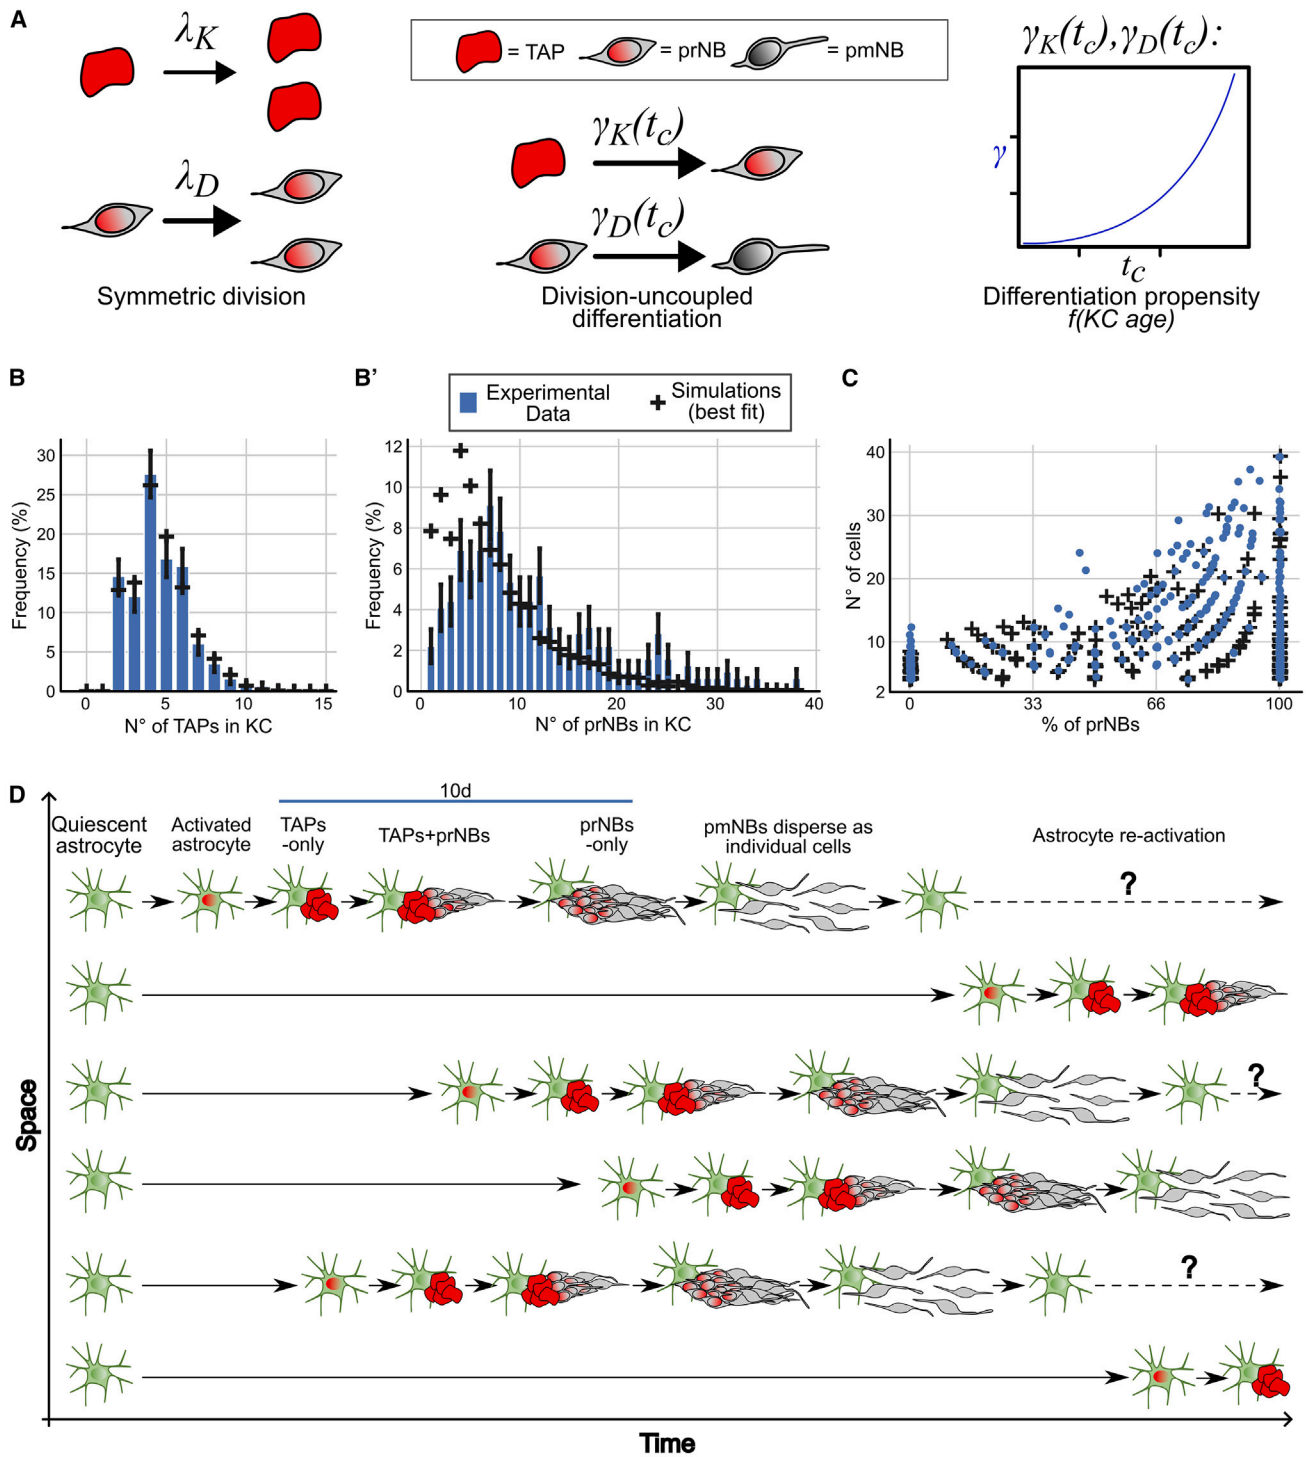 A
λK
λD
Symmetric division
= TAP
= prNB
= pmNB
γK(tc)
γD(tc)
Division-uncoupled
differentiation
γK(tc),γD(tc):
γ
tc
Differentiation propensity
f(KC age)
B
Frequency (%)
30
25
20
15
10
5
0
0
5
10
15
N° of TAPs in KC
B’
Experimental
Data
Simulations
(best fit)
Frequency (%)
12
10
8
6
4
2
0
0
10
20
30
40
N° of prNBs in KC
C
N° of cells
40
30
20
10
2
0
33
66
100
% of prNBs
D
10d
Quiescent
astrocyte
Activated
astrocyte
TAPs
-only
TAPs+prNBs
prNBs
-only
pmNBs disperse as
individual cells
Astrocyte re-activation
?
?
?
Space
Time